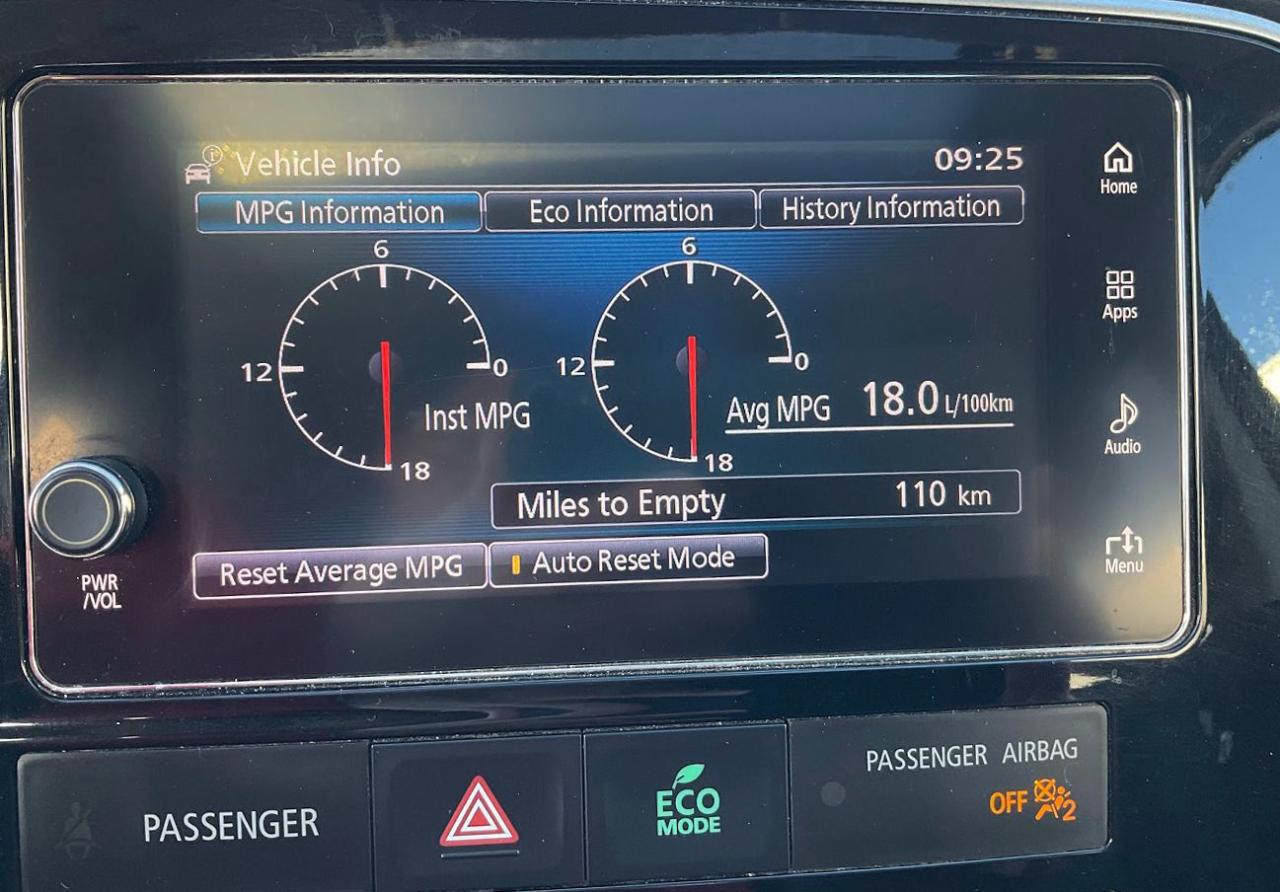 Vehicle Info 09:25
MPG Information Eco Information History Information
6 6
12 0 12 0
Inst MPG Avg MPG 18.0 L/100km
18 18
Miles to Empty 110 km
Reset Average MPG Auto Reset Mode
Home
Apps
Audio
Menu
PWR
/VOL
PASSENGER
ECO
MODE
PASSENGER AIRBAG
OFF 2